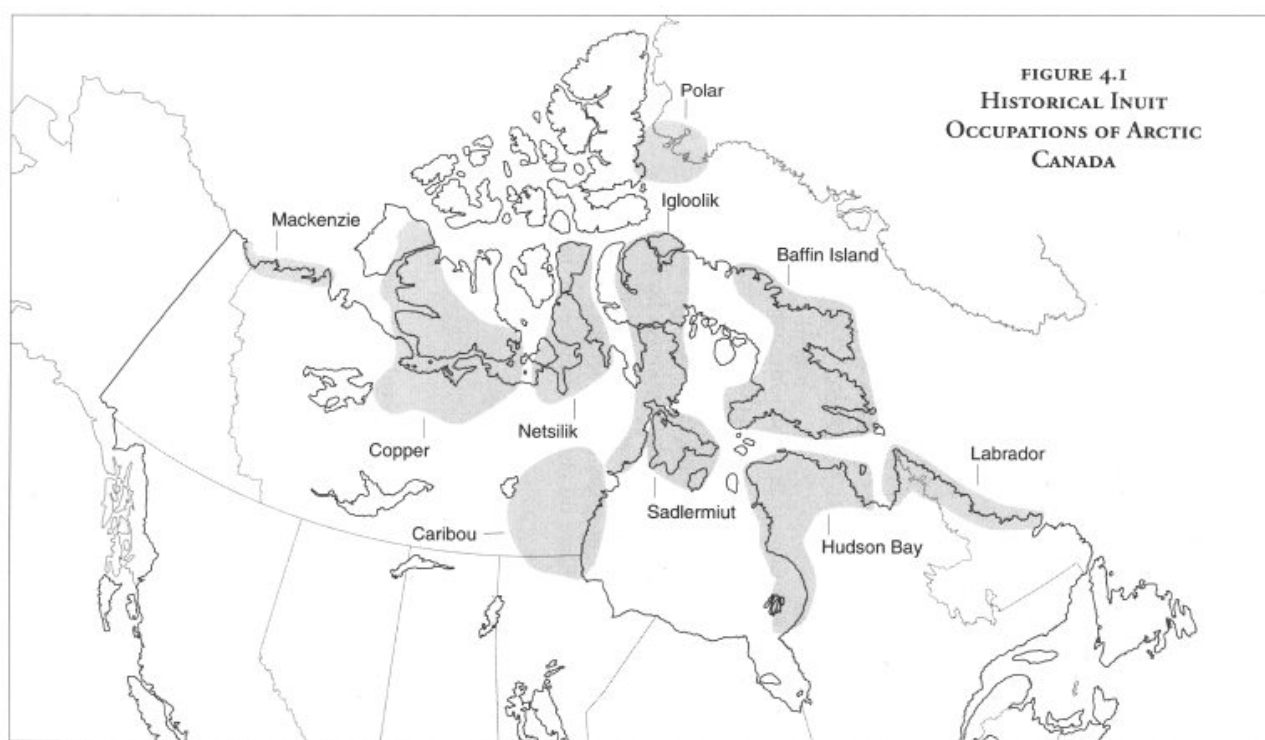 FIGURE 4.1
HISTORICAL INUIT
OCCUPATIONS OF ARCTIC
CANADA
Polar
Igloolik
Mackenzie
Baffin Island
Copper
Netsilik
Labrador
Sadlermiut
Caribou
Hudson Bay